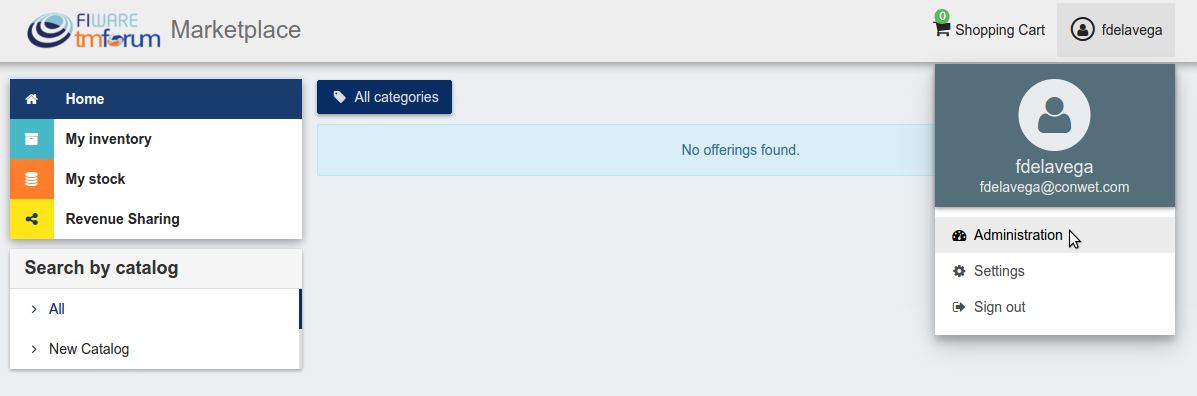 FIWARE
tmforum
Marketplace
0
Shopping Cart
fdelavega
Home
My inventory
My stock
Revenue Sharing
Search by catalog
All
New Catalog
All categories
No offerings found.
fdelavega
fdelavega@conwet.com
Administration
Settings
Sign out